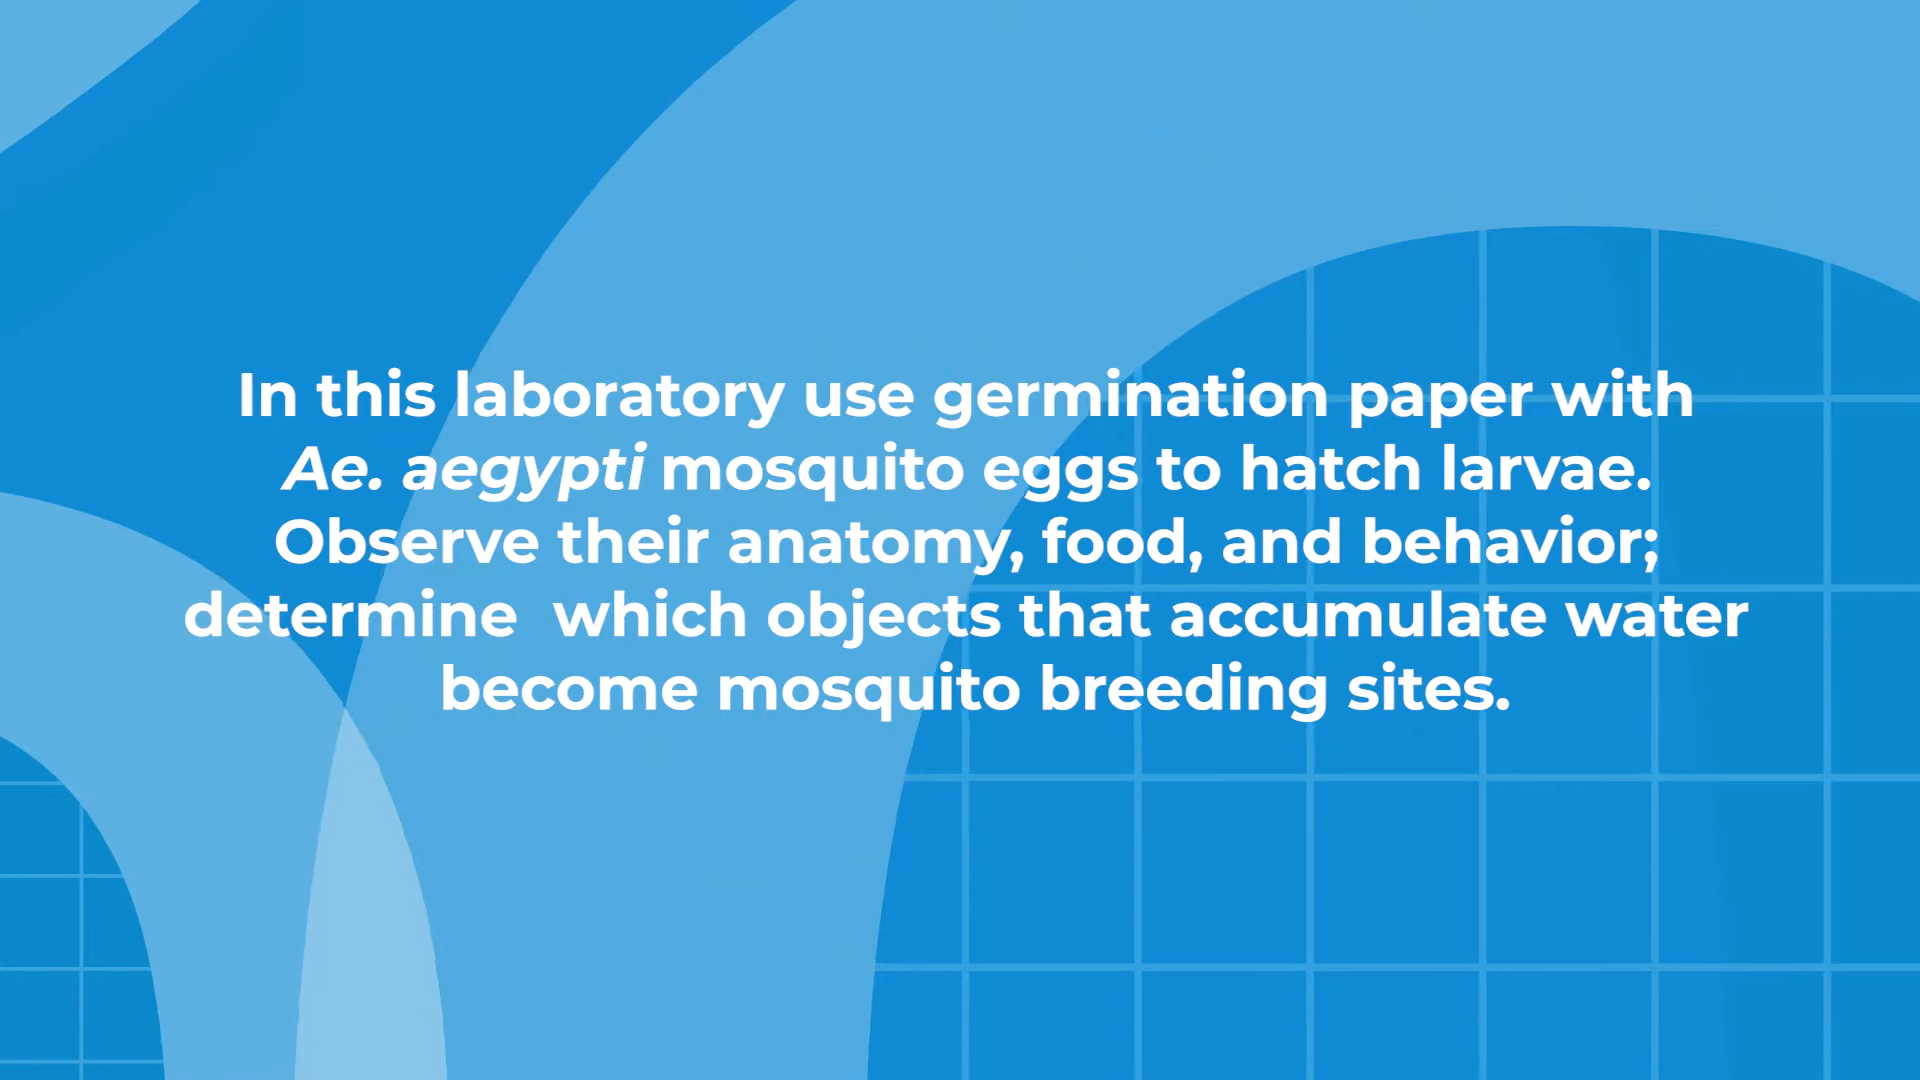 In this laboratory use germination paper with
Ae. aegypti mosquito eggs to hatch larvae.
Observe their anatomy, food, and behavior;
determine  which objects that accumulate water
become mosquito breeding sites.